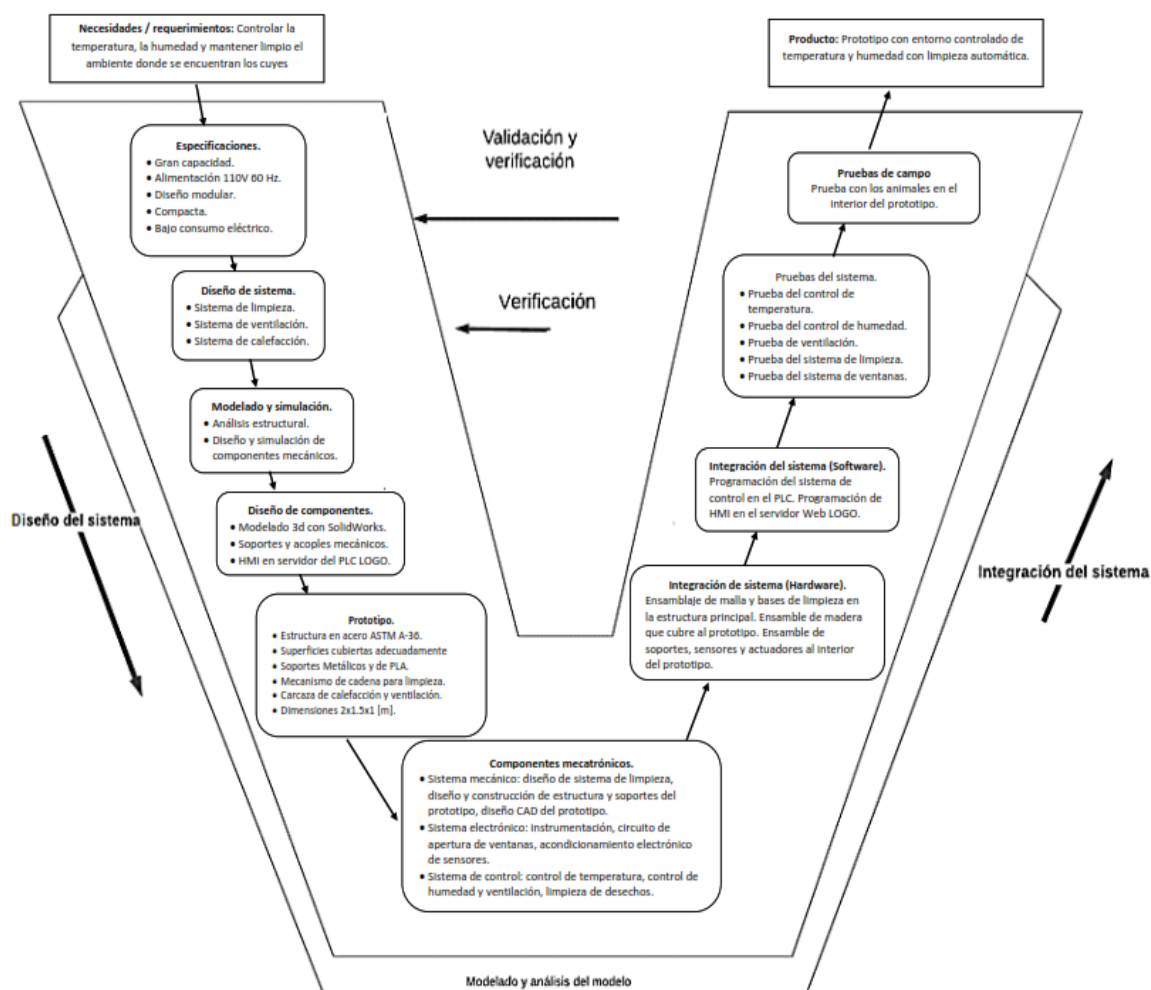 Necesidades / requerimientos: Controlar la
temperatura, la humedad y mantener limpio el
ambiente donde se encuentran los cuyes
Producto: Prototipo con entorno controlado de
temperatura y humedad con limpieza automática.
Validación y
verificación
Verificación
Especificaciones.
• Gran capacidad.
• Alimentación 110V 60 Hz.
• Diseño modular.
• Compacta.
• Bajo consumo eléctrico.
Diseño de sistema.
• Sistema de limpieza.
• Sistema de ventilación.
• Sistema de calefacción.
Modelado y simulación.
• Análisis estructural.
• Diseño y simulación de
componentes mecánicos.
Diseño de componentes.
• Modelado 3d con SolidWorks.
• Soportes y acoples mecánicos.
• HMI en servidor del PLC LOGO.
Diseño del sistema
Prototipo.
• Estructura en acero ASTM A-36.
• Superficies cubiertas adecuadamente
• Soportes Metálicos y de PLA.
• Mecanismo de cadena para limpieza.
• Carcaza de calefacción y ventilación.
• Dimensiones 2x1.5x1 [m].
Componentes mecatrónicos.
• Sistema mecánico: diseño de sistema de limpieza,
diseño y construcción de estructura y soportes del
prototipo, diseño CAD del prototipo.
• Sistema electrónico: instrumentación, circuito de
apertura de ventanas, acondicionamiento electrónico
de sensores.
• Sistema de control: control de temperatura, control de
humedad y ventilación, limpieza de desechos.
Integración de sistema (Hardware).
Ensamblaje de malla y bases de limpieza en
la estructura principal. Ensamble de madera
que cubre al prototipo. Ensamble de
soportes, sensores y actuadores al interior
del prototipo.
Integración del sistema (Software).
Programación del sistema de
control en el PLC. Programación de
HMI en el servidor Web LOGO.
Pruebas del sistema.
• Prueba del control de
temperatura.
• Prueba del control de humedad.
• Prueba de ventilación.
• Prueba del sistema de limpieza.
• Prueba del sistema de ventanas.
Pruebas de campo
Prueba con los animales en el
interior del prototipo.
Integración del sistema
Modelado y análisis del modelo